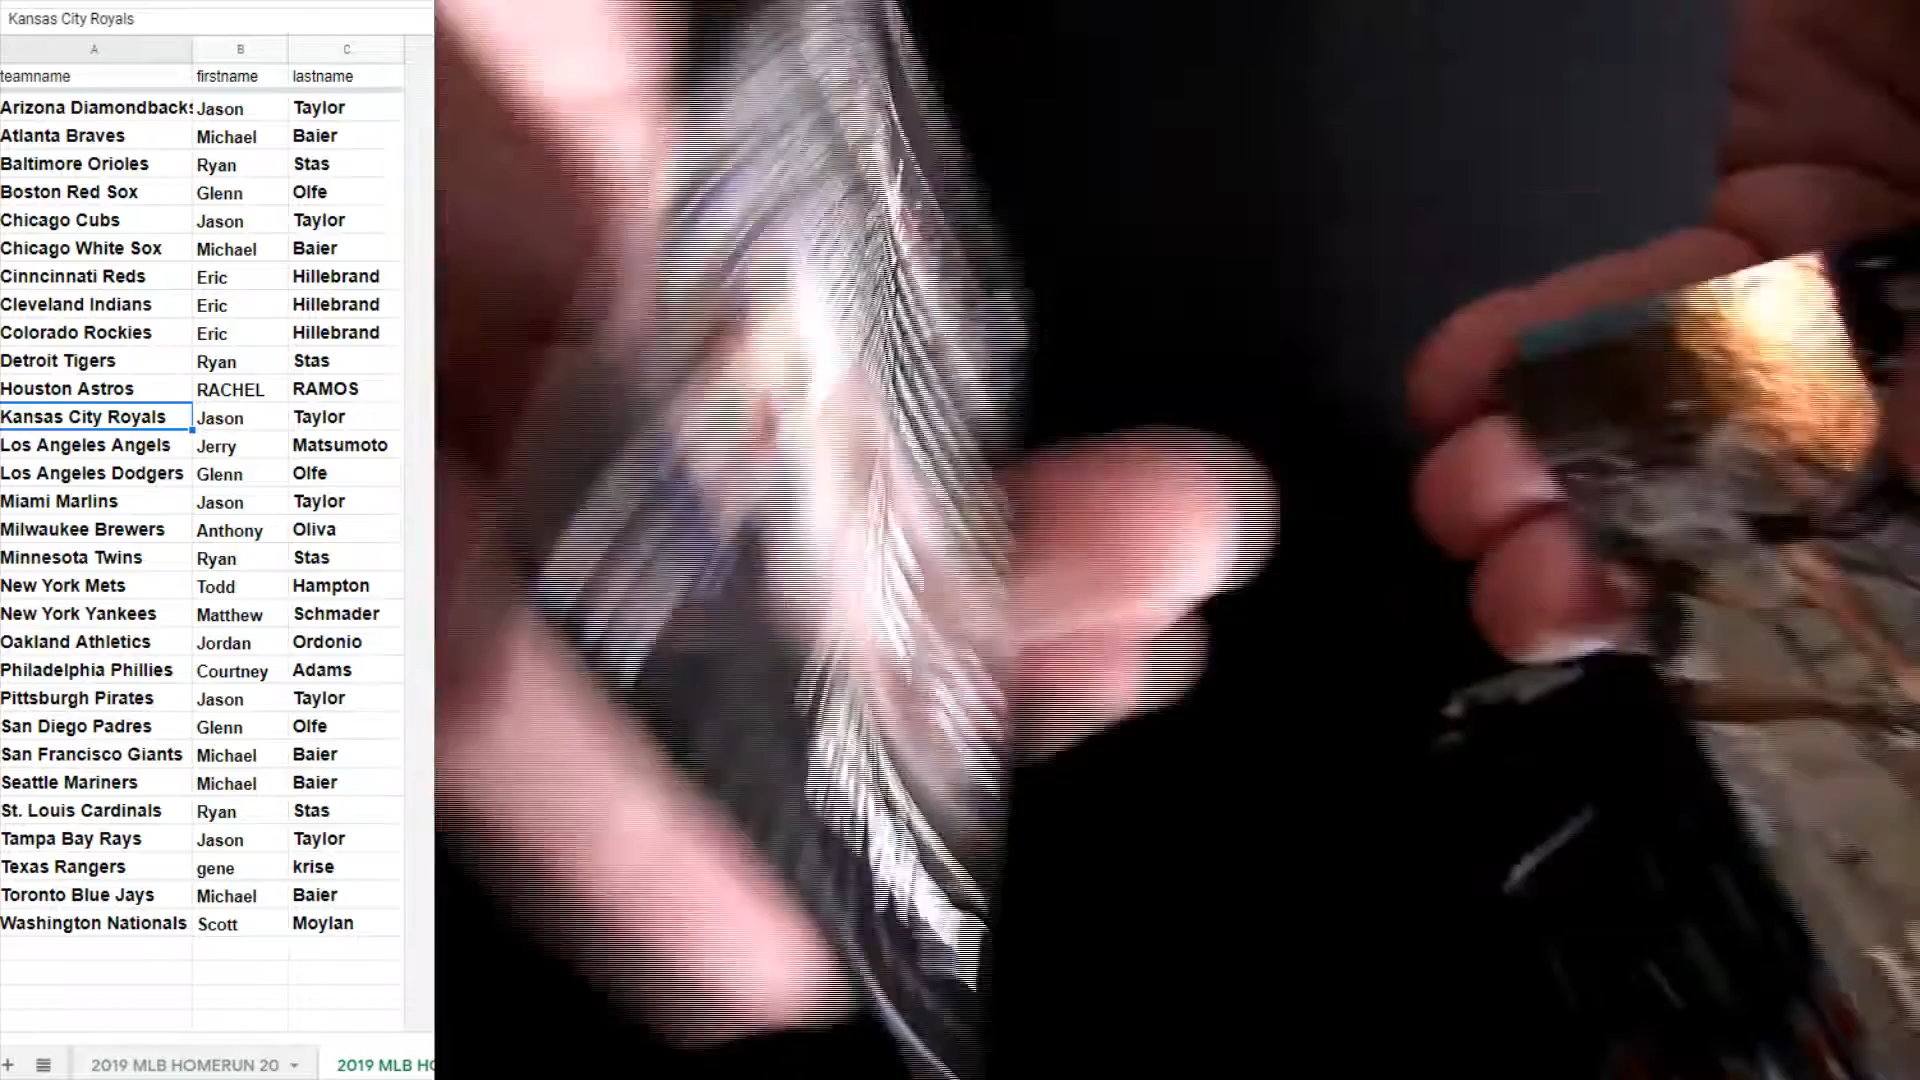 Kansas City Royals
A B C
teamname firstname lastname
Arizona Diamondbacks Jason Taylor
Atlanta Braves Michael Baier
Baltimore Orioles Ryan Stas
Boston Red Sox Glenn Olfe
Chicago Cubs Jason Taylor
Chicago White Sox Michael Baier
Cinncinnati Reds Eric Hillebrand
Cleveland Indians Eric Hillebrand
Colorado Rockies Eric Hillebrand
Detroit Tigers Ryan Stas
Houston Astros RACHEL RAMOS
Kansas City Royals Jason Taylor
Los Angeles Angels Jerry Matsumoto
Los Angeles Dodgers Glenn Olfe
Miami Marlins Jason Taylor
Milwaukee Brewers Anthony Oliva
Minnesota Twins Ryan Stas
New York Mets Todd Hampton
New York Yankees Matthew Schmader
Oakland Athletics Jordan Ordonio
Philadelphia Phillies Courtney Adams
Pittsburgh Pirates Jason Taylor
San Diego Padres Glenn Olfe
San Francisco Giants Michael Baier
Seattle Mariners Michael Baier
St. Louis Cardinals Ryan Stas
Tampa Bay Rays Jason Taylor
Texas Rangers gene krise
Toronto Blue Jays Michael Baier
Washington Nationals Scott Moylan
2019 MLB HOMERUN 20 2019 MLB HO